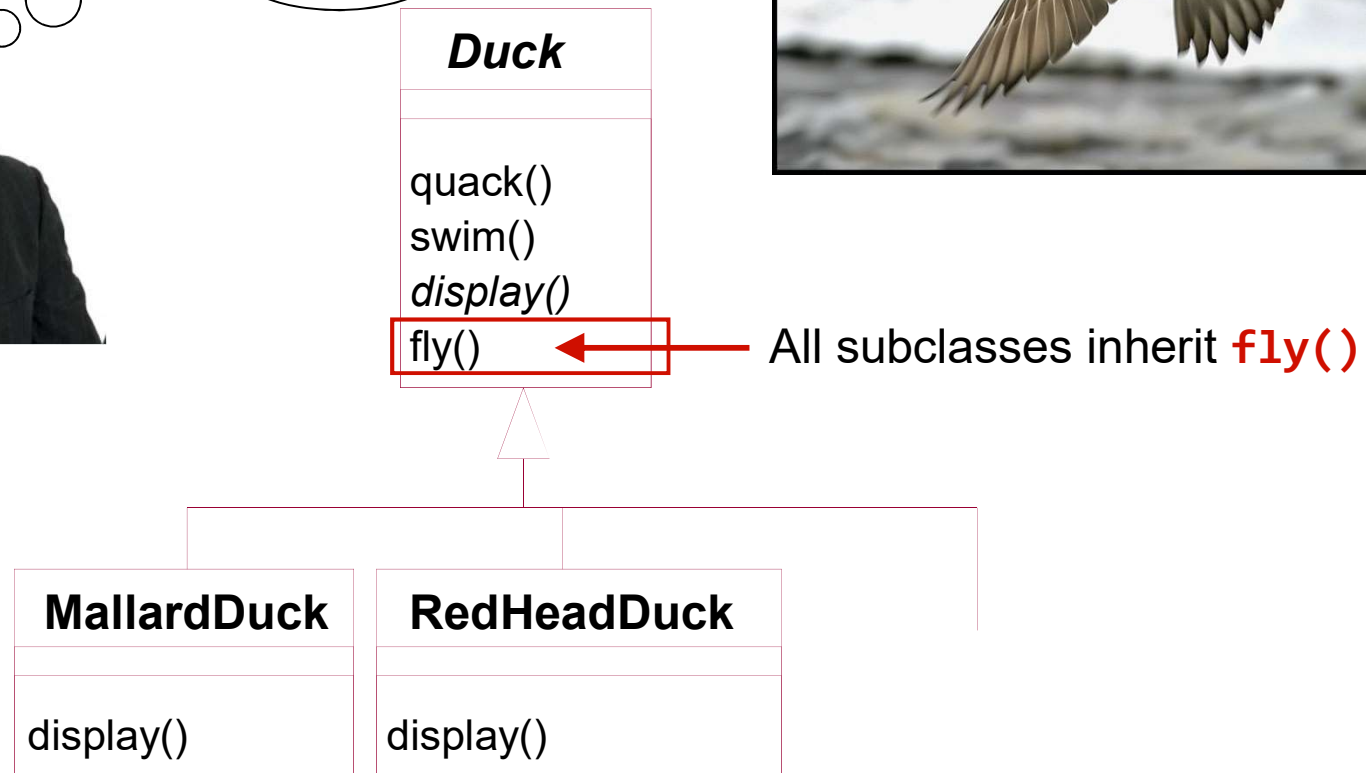 Duck
quack()
swim()
display()
fly()
All subclasses inherit fly()
MallardDuck
RedHeadDuck
display()
display()